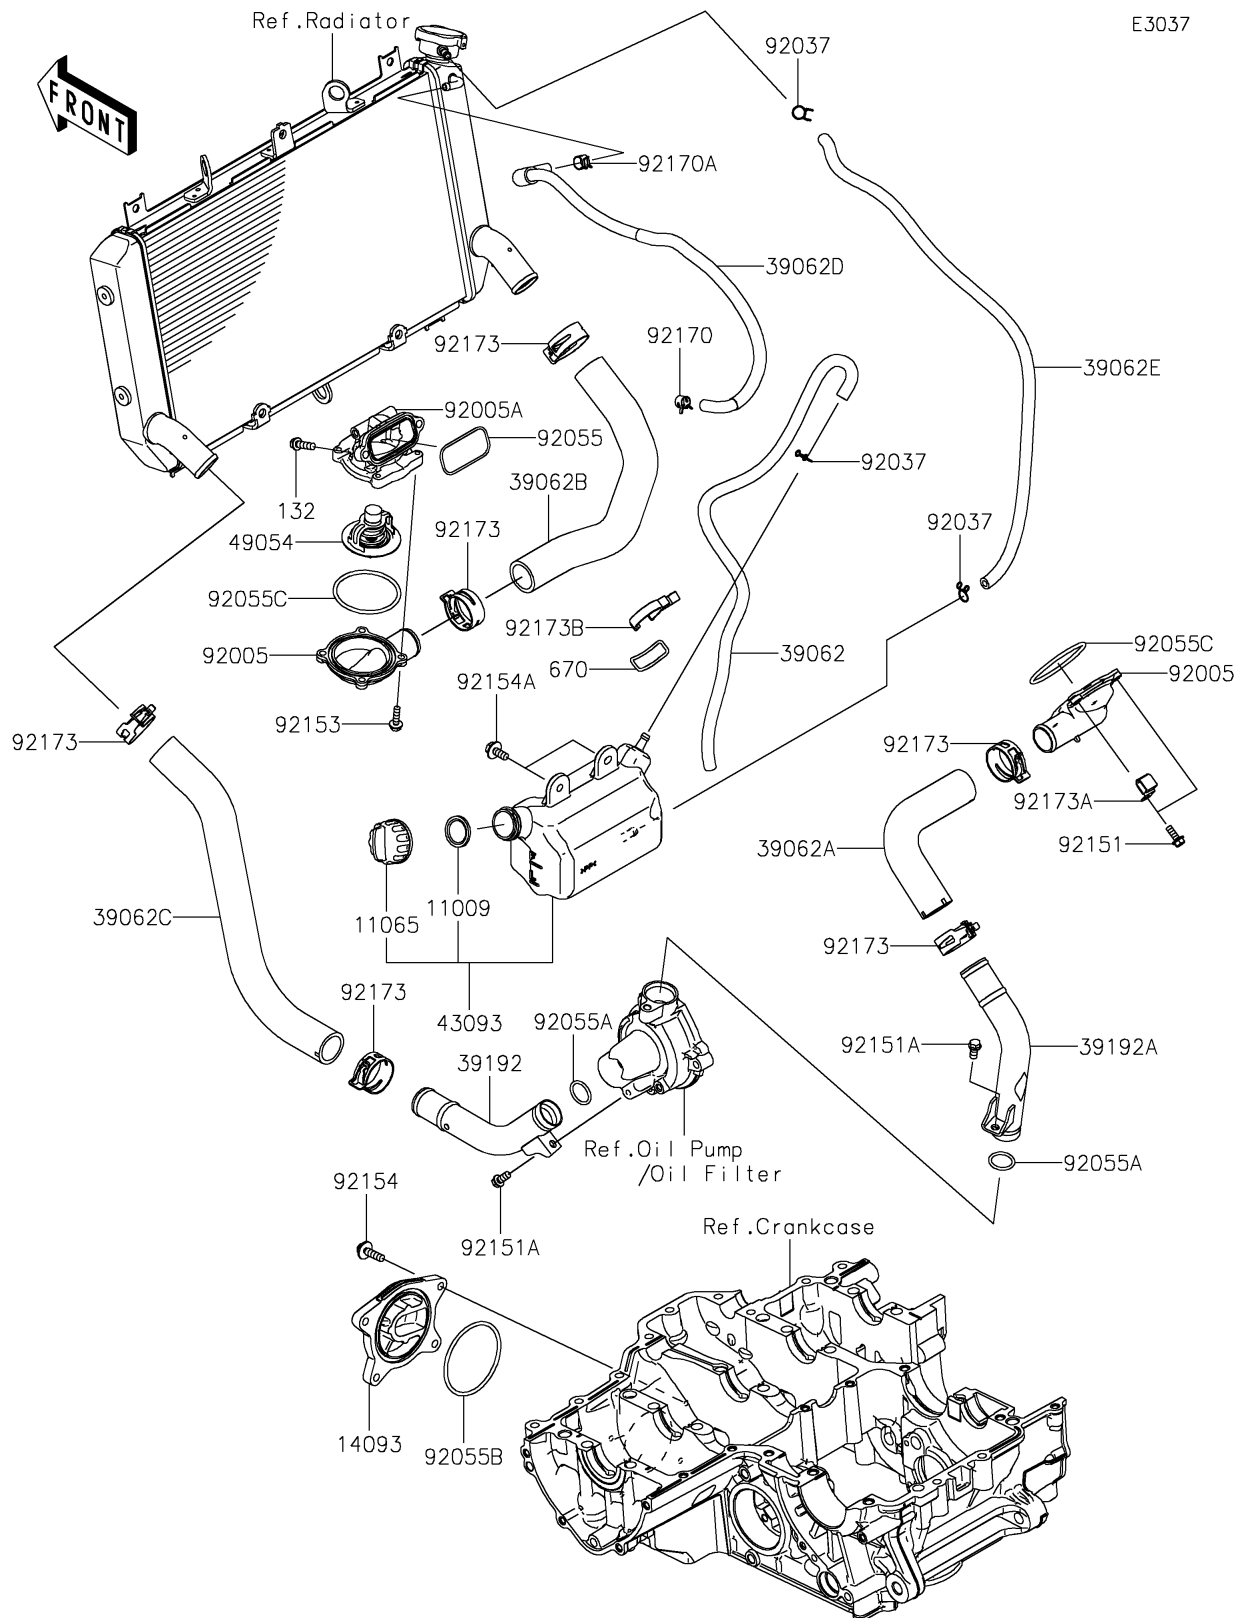 E3037
Ref.Radiator
92037
FRONT
92170A
39062D
92173
92170
39062E
92005A
92055
92037
39062B
132
92173
92037
49054
92055C
92173B
92055C
92005
670
39062
92005
92154A
92153
92173
92173
92173A
92151
39062A
11009
39062C
11065
92173
92173
43093
92055A
39192
92151A
39192A
Ref.Oil Pump
/Oil Filter
92055A
92154
Ref.Crankcase
92151A
14093
92055B